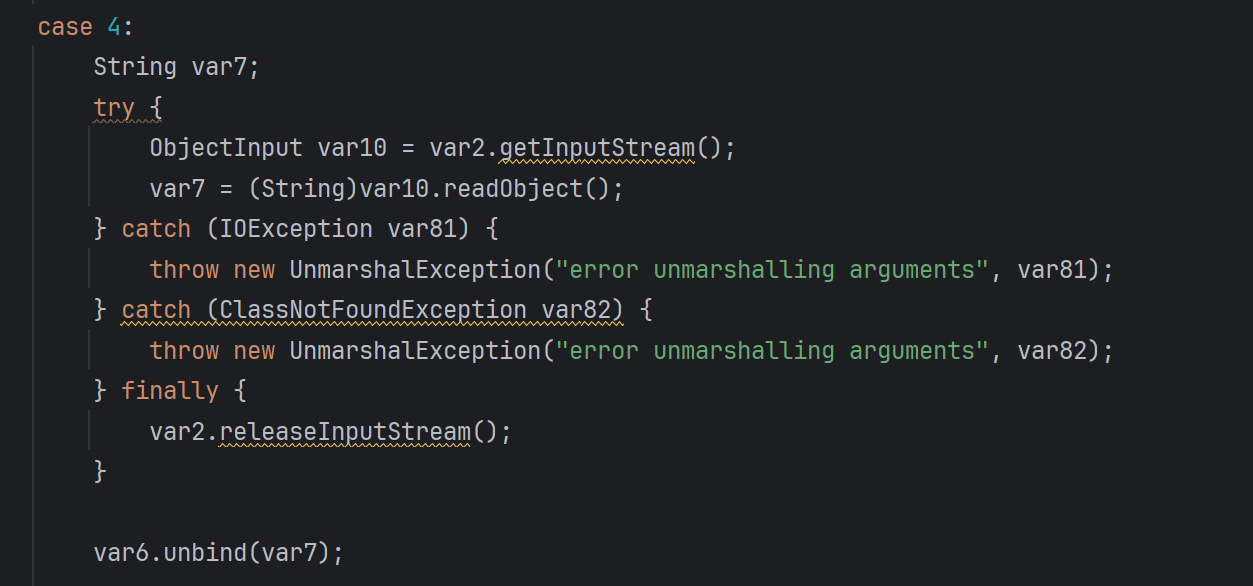 case 4:
String var7;
try {
ObjectInput var10 = var2.getInputStream();
var7 = (String)var10.readObject();
} catch (IOException var81) {
throw new UnmarshalException("error unmarshalling arguments", var81);
} catch (ClassNotFoundException var82) {
throw new UnmarshalException("error unmarshalling arguments", var82);
} finally {
var2.releaseInputStream();
}
var6.unbind(var7);